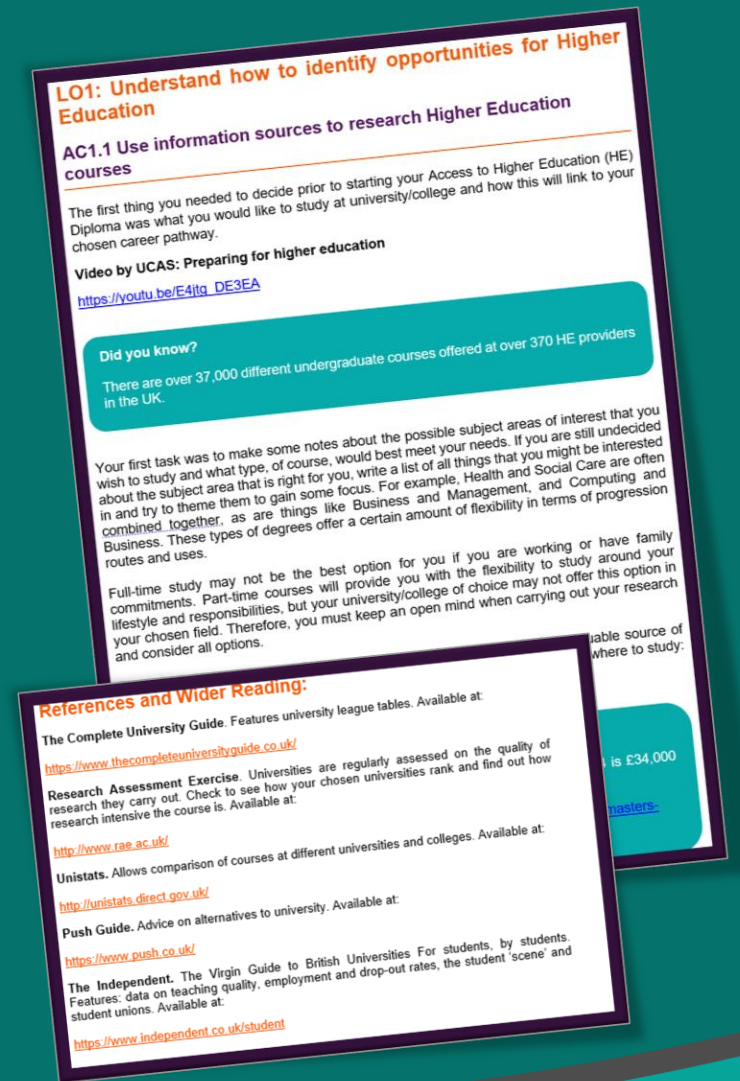 LO1: Understand how to identify opportunities for Higher
Education
AC1.1 Use information sources to research Higher Education
courses
The first thing you needed to decide prior to starting your Access to Higher Education (HE)
Diploma was what you would like to study at university/college and how this will link to your
chosen career pathway.
Video by UCAS: Preparing for higher education
https://youtu.be/E4jtq_DE3EA
Did you know?
There are over 37,000 different undergraduate courses offered at over 370 HE providers
in the UK.
Your first task was to make some notes about the possible subject areas of interest that you
wish to study and what type, of course, would best meet your needs. If you are still undecided
about the subject area that is right for you, write a list of all things that you might be interested
in and try to theme them to gain some focus. For example, Health and Social Care are often
combined together, as are things like Business and Management, and Computing and
Business. These types of degrees offer a certain amount of flexibility in terms of progression
routes and uses.
Full-time study may not be the best option for you if you are working or have family
commitments. Part-time courses will provide you with the flexibility to study around your
lifestyle and responsibilities, but your university/college of choice may not offer this option in
your chosen field. Therefore, you must keep an open mind when carrying out your research
and consider all options.
source of
where to study:
is £34,000
masters-
References and Wider Reading:
The Complete University Guide. Features university league tables. Available at:
https://www.thecompleteuniversityguide.co.uk/
Research Assessment Exercise. Universities are regularly assessed on the quality of
research they carry out. Check to see how your chosen universities rank and find out how
research intensive the course is. Available at:
http://www.rae.ac.uk/
Unistats. Allows comparison of courses at different universities and colleges. Available at:
http://unistats.direct.gov.uk/
Push Guide. Advice on alternatives to university. Available at:
https://www.push.co.uk/
The Independent. The Virgin Guide to British Universities For students, by students.
Features: data on teaching quality, employment and drop-out rates, the student 'scene' and
student unions. Available at:
https://www.independent.co.uk/student